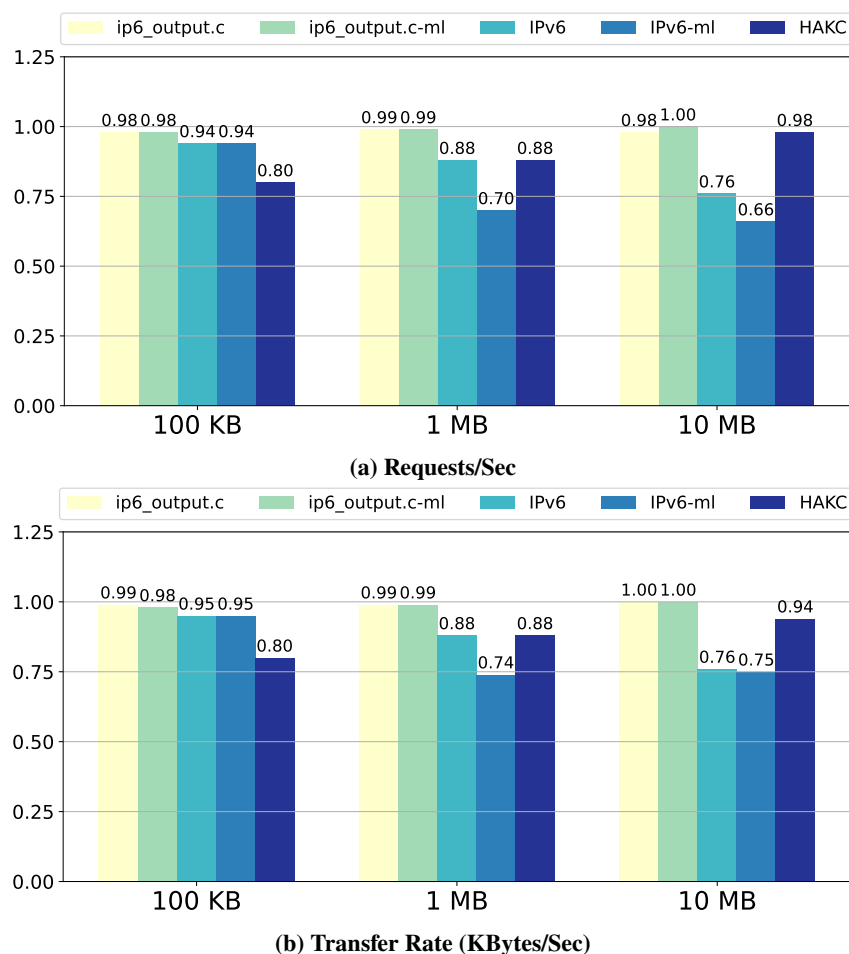 ip6_output.c ip6_output.c-ml IPv6 IPv6-ml HAKC
1.25
1.00
0.75
0.50
0.25
0.00
0.98 0.98 0.94 0.94 0.80
0.99 0.99 0.88 0.70 0.88
0.98 1.00 0.76 0.66 0.98
100 KB 1 MB 10 MB
(a) Requests/Sec
ip6_output.c ip6_output.c-ml IPv6 IPv6-ml HAKC
1.25
1.00
0.75
0.50
0.25
0.00
0.99 0.98 0.95 0.95 0.80
0.99 0.99 0.88 0.74 0.88
1.00 1.00 0.76 0.75 0.94
100 KB 1 MB 10 MB
(b) Transfer Rate (KBytes/Sec)